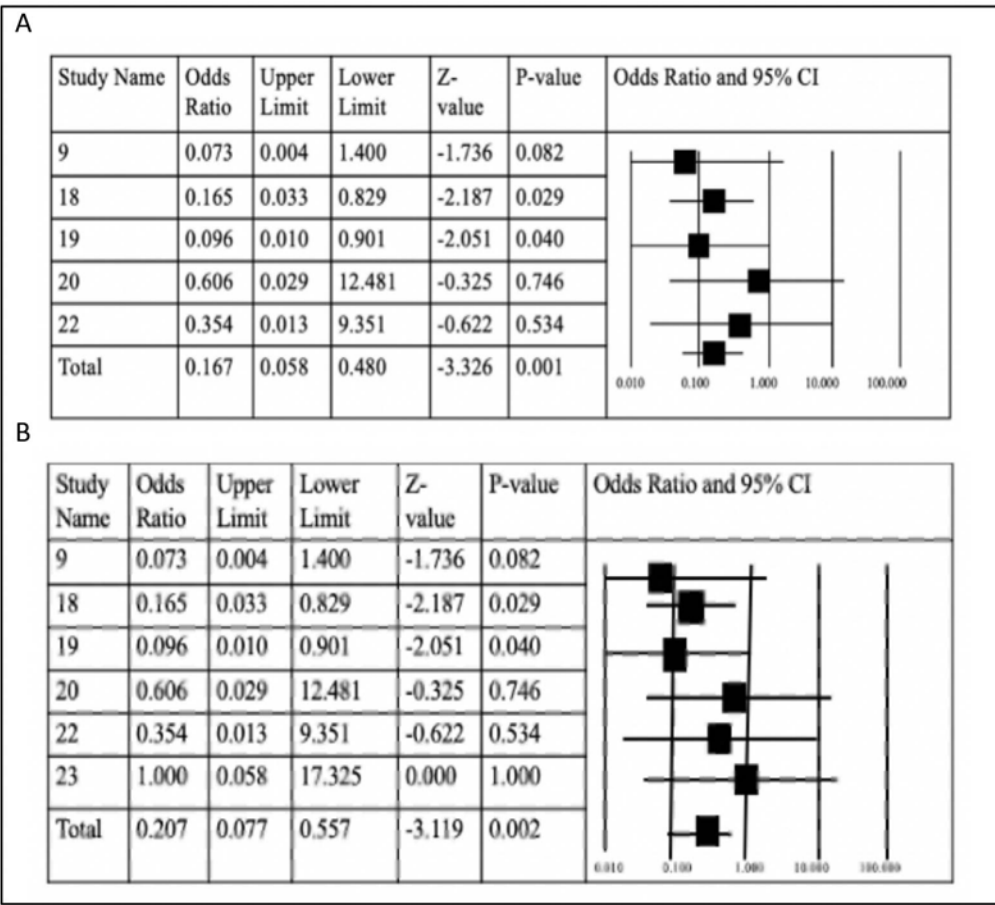 A
Study Name Odds Ratio Upper Limit Lower Limit Z-value P-value Odds Ratio and 95% CI
9 0.073 0.004 1.400 -1.736 0.082
18 0.165 0.033 0.829 -2.187 0.029
19 0.096 0.010 0.901 -2.051 0.040
20 0.606 0.029 12.481 -0.325 0.746
22 0.354 0.013 9.351 -0.622 0.534
Total 0.167 0.058 0.480 -3.326 0.001
0.010 0.100 1.000 10.000 100.000
B
Study Name Odds Ratio Upper Limit Lower Limit Z-value P-value Odds Ratio and 95% CI
9 0.073 0.004 1.400 -1.736 0.082
18 0.165 0.033 0.829 -2.187 0.029
19 0.096 0.010 0.901 -2.051 0.040
20 0.606 0.029 12.481 -0.325 0.746
22 0.354 0.013 9.351 -0.622 0.534
23 1.000 0.058 17.325 0.000 1.000
Total 0.207 0.077 0.557 -3.119 0.002
0.010 0.100 1.000 10.000 100.000